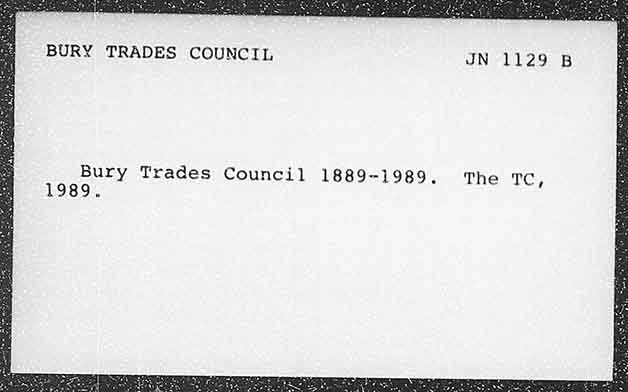 BURY TRADES COUNCIL JN 1129 B
Bury Trades Council 1889-1989. The TC,
1989.